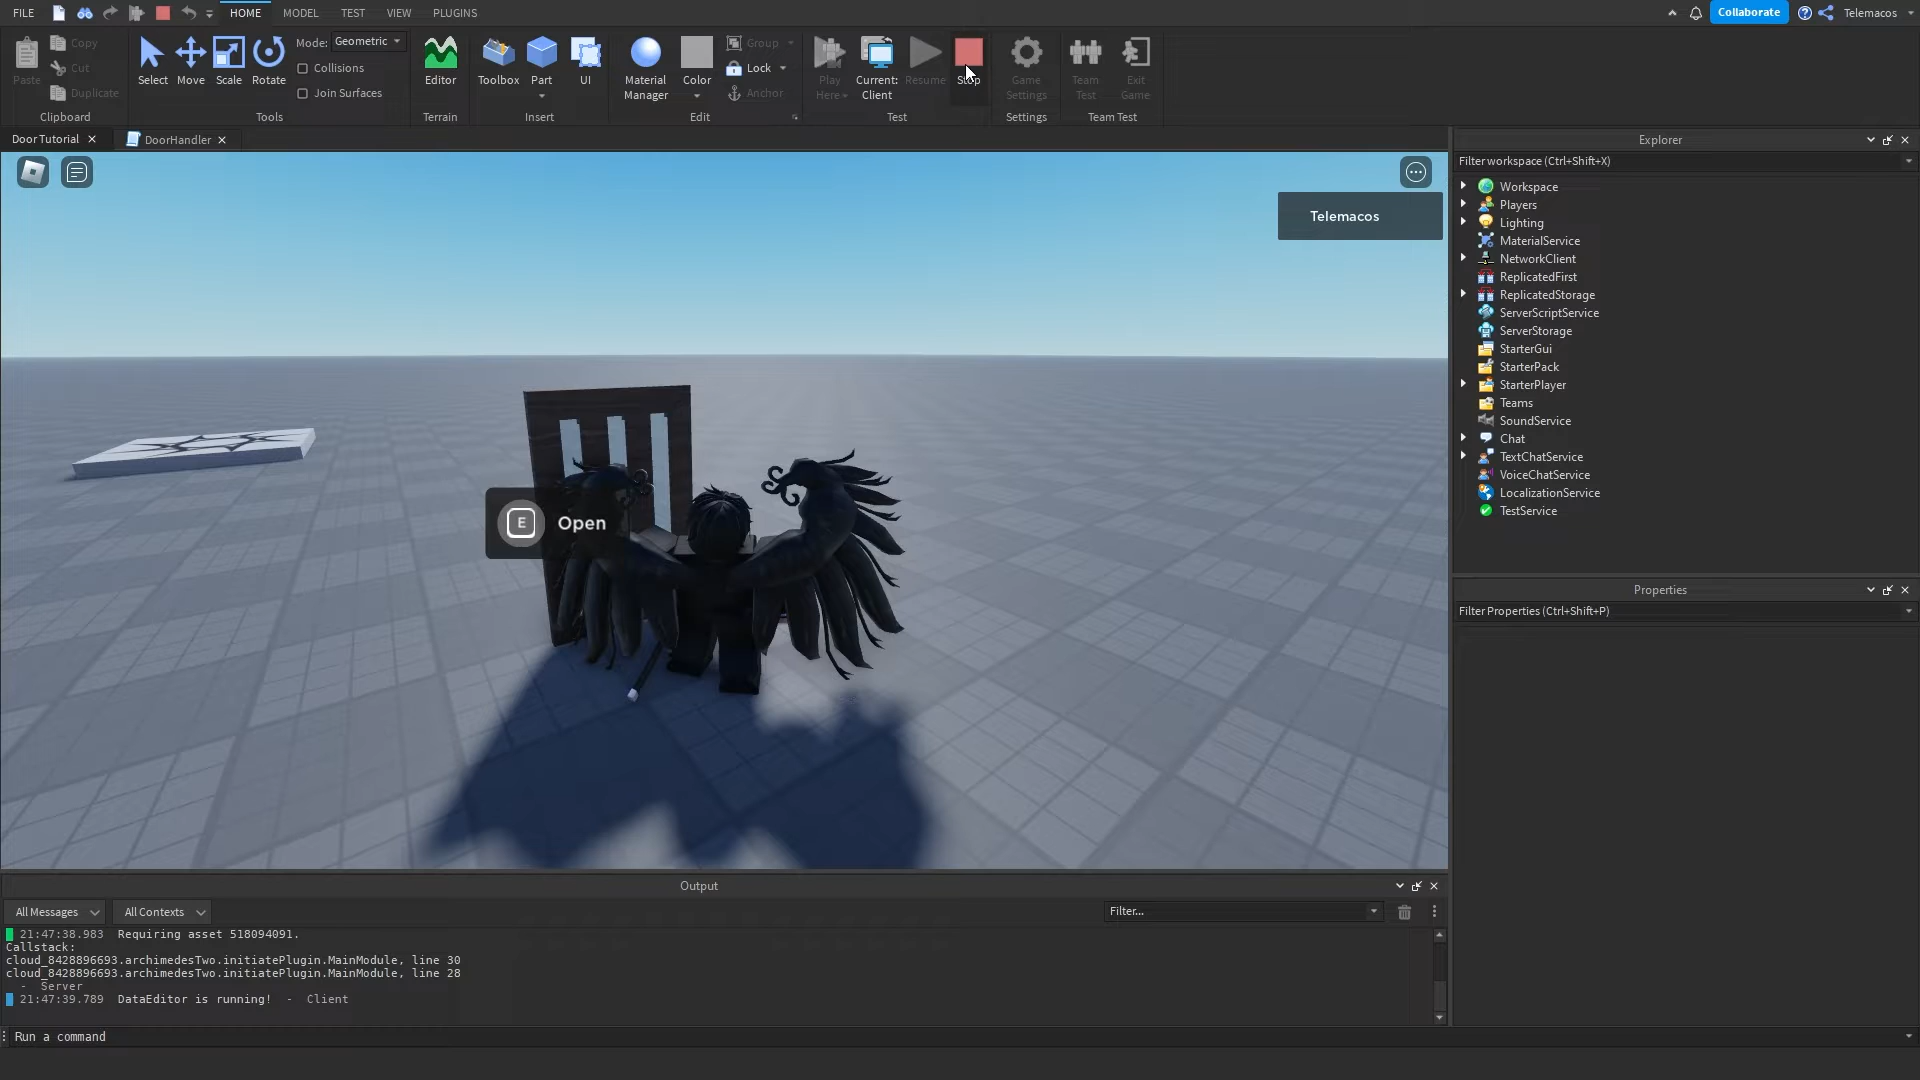 FILE HOME MODEL TEST VIEW PLUGINS Collaborate Telemacos
Copy
Cut
Duplicate
Paste
Clipboard
Select Move Scale Rotate
Mode: Geometric
Collisions
Join Surfaces
Tools
Editor
Terrain
Toolbox Part UI
Insert
Material
Manager
Color
Group
Lock
Anchor
Edit
Play
Here
Current:
Client
Resume
Stop
Test
Game
Settings
Settings
Team
Test
Exit
Game
Team Test
Door Tutorial DoorHandler
Telemacos
E Open
Explorer
Filter workspace (Ctrl+Shift+X)
Workspace
Players
Lighting
MaterialService
NetworkClient
ReplicatedFirst
ReplicatedStorage
ServerScriptService
ServerStorage
StarterGui
StarterPack
StarterPlayer
Teams
SoundService
Chat
TextChatService
VoiceChatService
LocalizationService
TestService
Properties
Filter Properties (Ctrl+Shift+P)
Output
All Messages All Contexts Filter...
21:47:38.983 Requiring asset 518094091.
Callstack:
cloud_8428896693.archimedesTwo.initiatePlugin.MainModule, line 30
cloud_8428896693.archimedesTwo.initiatePlugin.MainModule, line 28
- Server
21:47:39.789 DataEditor is running! - Client
Run a command